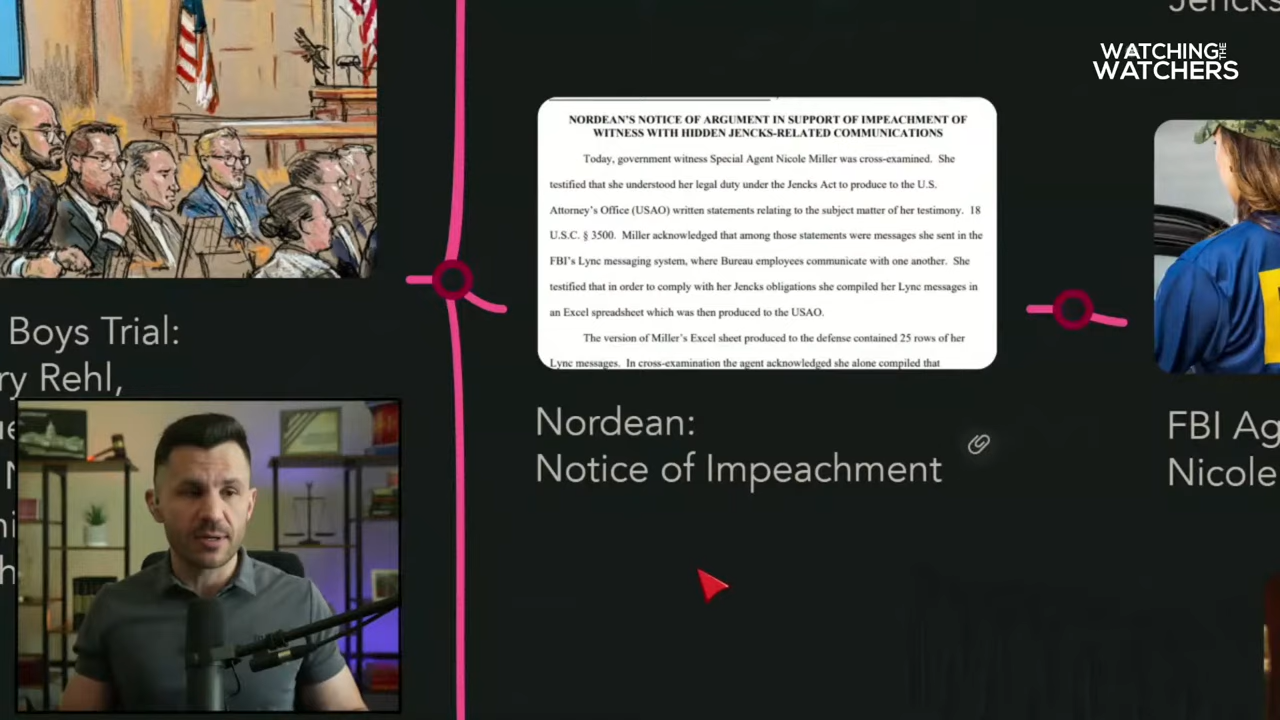 Jencks
WATCHING THE
WATCHERS
NORDEAN'S NOTICE OF ARGUMENT IN SUPPORT OF IMPEACHMENT OF
WITNESS WITH HIDDEN JENCKS-RELATED COMMUNICATIONS
Today, government witness Special Agent Nicole Miller was cross-examined. She
testified that she understood her legal duty under the Jencks Act to produce to the U.S.
Attorney's Office (USAO) written statements relating to the subject matter of her testimony. 18
U.S.C. § 3500. Miller acknowledged that among those statements were messages she sent in the
FBI's Lync messaging system, where Bureau employees communicate with one another. She
testified that in order to comply with her Jencks obligations she compiled her Lync messages in
an Excel spreadsheet which was then produced to the USAO.
The version of Miller's Excel sheet produced to the defense contained 25 rows of her
Lync messages. In cross-examination the agent acknowledged she alone compiled that
Boys Trial:
ry Rehl,
Nordean:
Notice of Impeachment
FBI Ag
Nicole